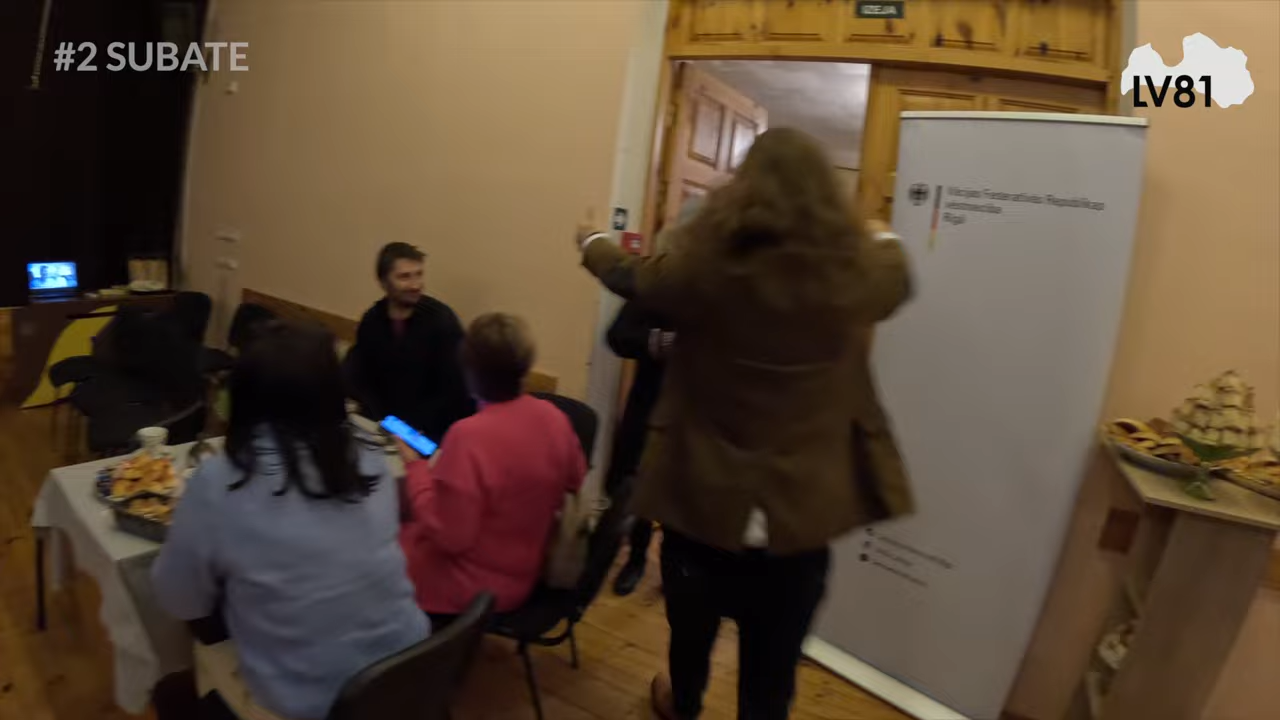 IZEJA
#2 SUBATE
LV81
Vācijas Federatīvās Republikas
vēstniecība
Rīgā